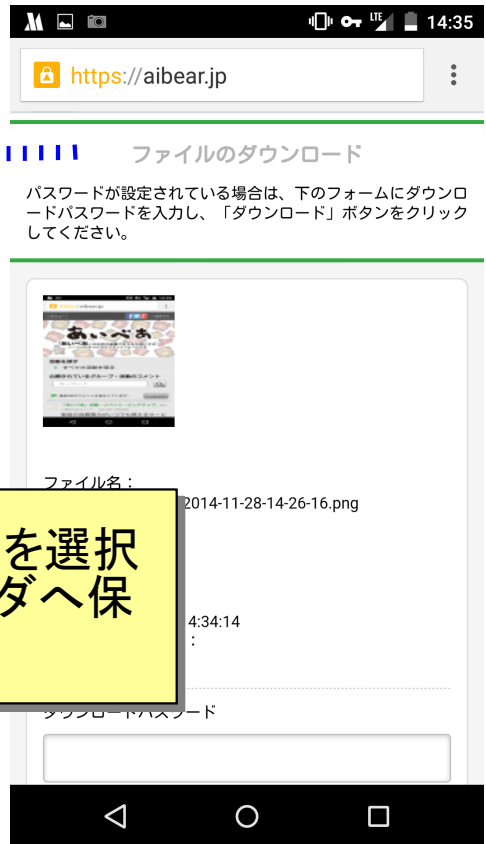 14:35
LTE
https://aibear.jp
ファイルのダウンロード
パスワードが設定されている場合は、下のフォームにダウンロ
ードパスワードを入力し、「ダウンロード」ボタンをクリック
してください。
あいべあ
ファイル名：
2014-11-28-14-26-16.png
を選択
ダへ保
4:34:14
：
ダウンロードパスワード